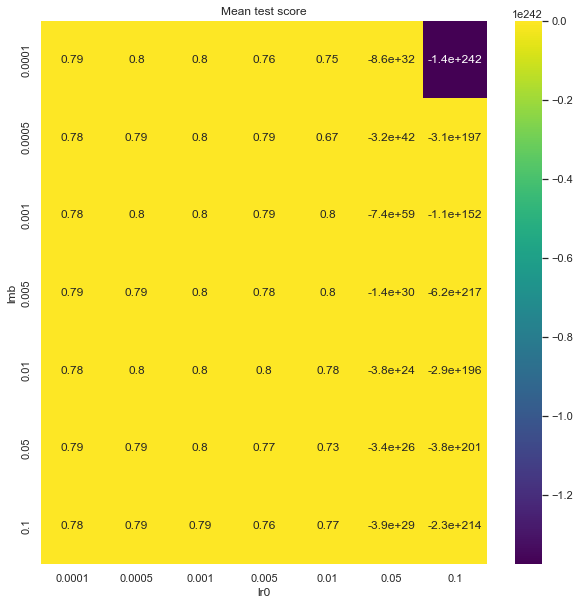 Mean test score
1e242
0.0001 0.79 0.8 0.8 0.76 0.75 -8.6e+32 -1.4e+242
0.0005 0.78 0.79 0.8 0.79 0.67 -3.2e+42 -3.1e+197
0.001 0.78 0.8 0.8 0.79 0.8 -7.4e+59 -1.1e+152
0.005 0.79 0.79 0.8 0.78 0.8 -1.4e+30 -6.2e+217
0.01 0.78 0.8 0.8 0.8 0.78 -3.8e+24 -2.9e+196
0.05 0.79 0.79 0.8 0.77 0.73 -3.4e+26 -3.8e+201
0.1 0.78 0.79 0.79 0.76 0.77 -3.9e+29 -2.3e+214
lmb
0.0001 0.0005 0.001 0.005 0.01 0.05 0.1
lr0
0.0
−0.2
−0.4
−0.6
−0.8
−1.0
−1.2